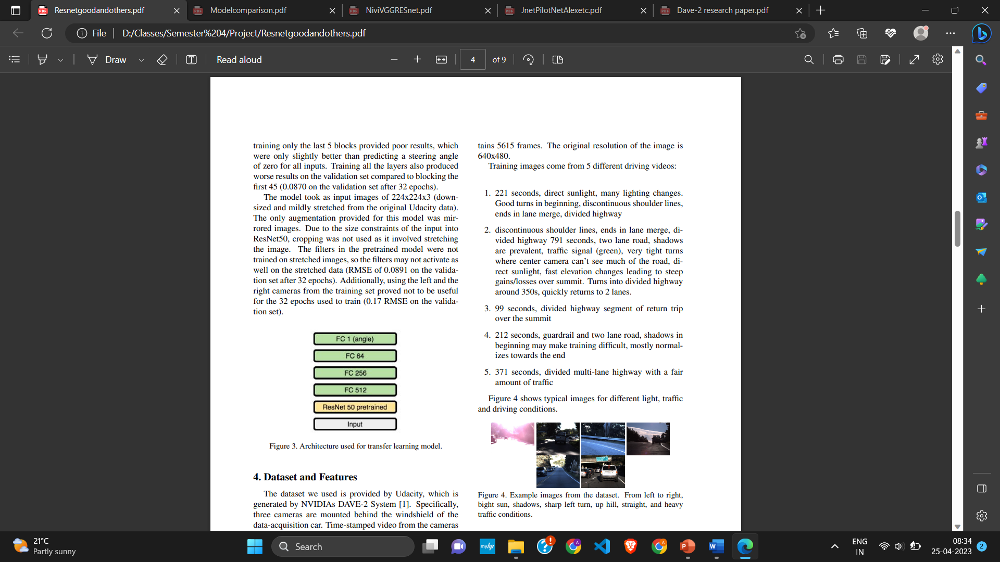 Resnetgoodandothers.pdf
Modelcomparison.pdf
NiviVGGRESnet.pdf
JnetPilotNetAlexetc.pdf
Dave-2 research paper.pdf
File
D:/Classes/Semester%204/Project/Resnetgoodandothers.pdf
Draw
Read aloud
4
of 9
training only the last 5 blocks provided poor results, which
were only slightly better than predicting a steering angle
of zero for all inputs. Training all the layers also produced
worse results on the validation set compared to blocking the
first 45 (0.0870 on the validation set after 32 epochs).
The model took as input images of 224x224x3 (down-
sized and mildly stretched from the original Udacity data).
The only augmentation provided for this model was mir-
rored images. Due to the size constraints of the input into
ResNet50, cropping was not used as it involved stretching
the image. The filters in the pretrained model were not
trained on stretched images, so the filters may not activate as
well on the stretched data (RMSE of 0.0891 on the valida-
tion set after 32 epochs). Additionally, using the left and the
right cameras from the training set proved not to be useful
for the 32 epochs used to train (0.17 RMSE on the valida-
tion set).
FC 1 (angle)
FC 64
FC 256
FC 512
ResNet 50 pretrained
Input
Figure 3. Architecture used for transfer learning model.
4. Dataset and Features
The dataset we used is provided by Udacity, which is
generated by NVIDIAs DAVE-2 System [1]. Specifically,
three cameras are mounted behind the windshield of the
data-acquisition car. Time-stamped video from the cameras
tains 5615 frames. The original resolution of the image is
640x480.
Training images come from 5 different driving videos:
1. 221 seconds, direct sunlight, many lighting changes.
Good turns in beginning, discontinuous shoulder lines,
ends in lane merge, divided highway
2. discontinuous shoulder lines, ends in lane merge, di-
vided highway 791 seconds, two lane road, shadows
are prevalent, traffic signal (green), very tight turns
where center camera can't see much of the road, di-
rect sunlight, fast elevation changes leading to steep
gains/losses over summit. Turns into divided highway
around 350s, quickly returns to 2 lanes.
3. 99 seconds, divided highway segment of return trip
over the summit
4. 212 seconds, guardrail and two lane road, shadows in
beginning may make training difficult, mostly normal-
izes towards the end
5. 371 seconds, divided multi-lane highway with a fair
amount of traffic
Figure 4 shows typical images for different light, traffic
and driving conditions.
Figure 4. Example images from the dataset. From left to right,
bight sun, shadows, sharp left turn, up hill, straight, and heavy
traffic conditions.
21°C
Partly sunny
Search
myhp
ENG
IN
08:34
25-04-2023
2